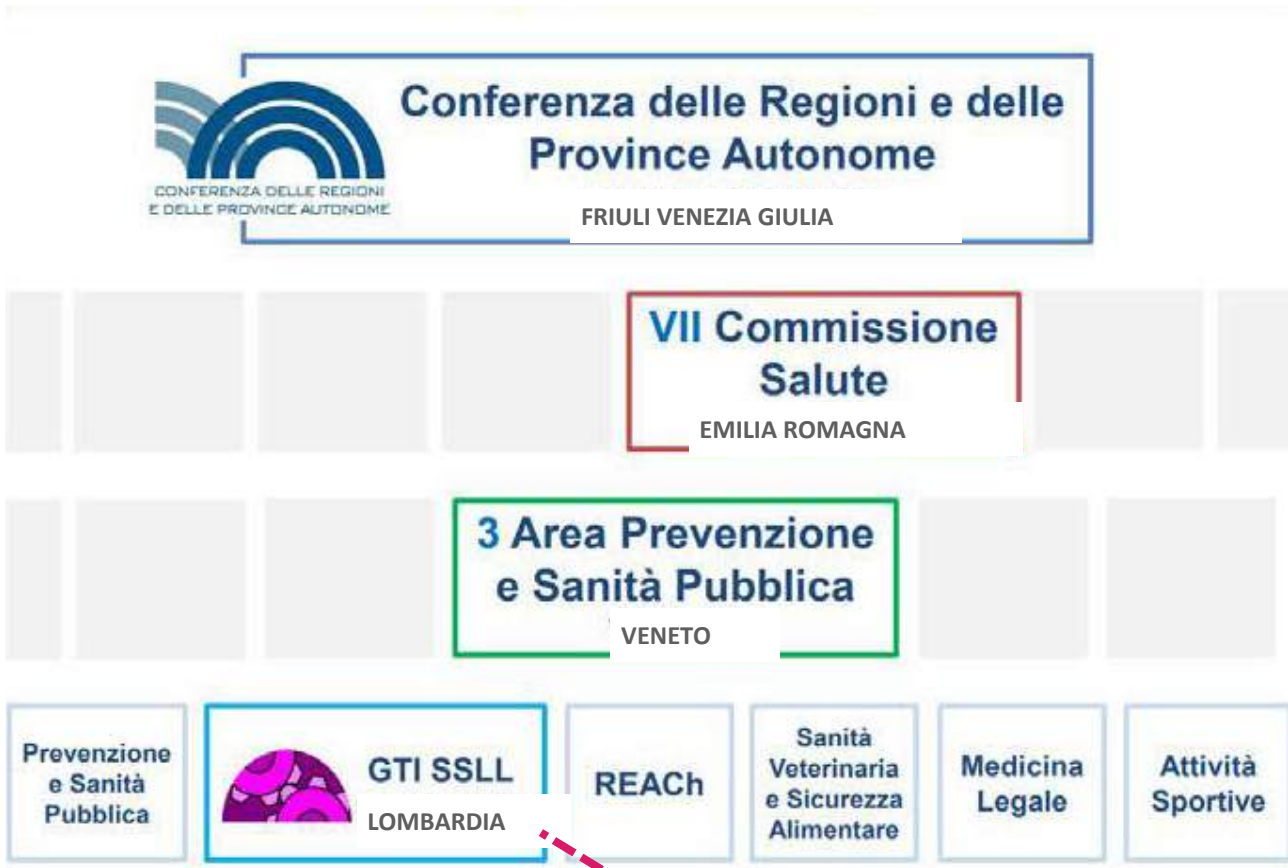 Conferenza delle Regioni e delle
Province Autonome
CONFERENZA DELLE REGIONI
E DELLE PROVINCE AUTONOME
FRIULI VENEZIA GIULIA
VII Commissione
Salute
EMILIA ROMAGNA
3 Area Prevenzione
e Sanità Pubblica
VENETO
Prevenzione
e Sanità
Pubblica
GTI SSLL
LOMBARDIA
REACh
Sanità
Veterinaria
e Sicurezza
Alimentare
Medicina
Legale
Attività
Sportive